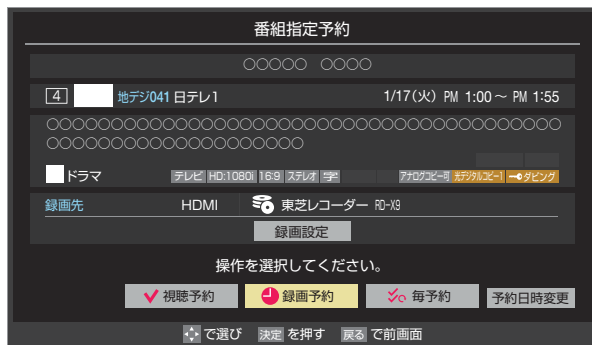 番組指定予約
○○○○○ ○○○○
4 地デジ041 日テレ1 1/17(火) PM 1:00～ PM 1:55
○○○○○○○○○○○○○○○○○○○○○○○○○○○○○○
○○○○○○○○○○○○○○○
ドラマ テレビ HD:1080i 16:9 ステレオ 字 アナログコピー可 光デジタルコピー1 ダビング
録画先 HDMI 東芝レコーダー RD-X9
録画設定
操作を選択してください。
視聴予約 録画予約 毎予約 予約日時変更
で選び 決定 を押す 戻る で前画面